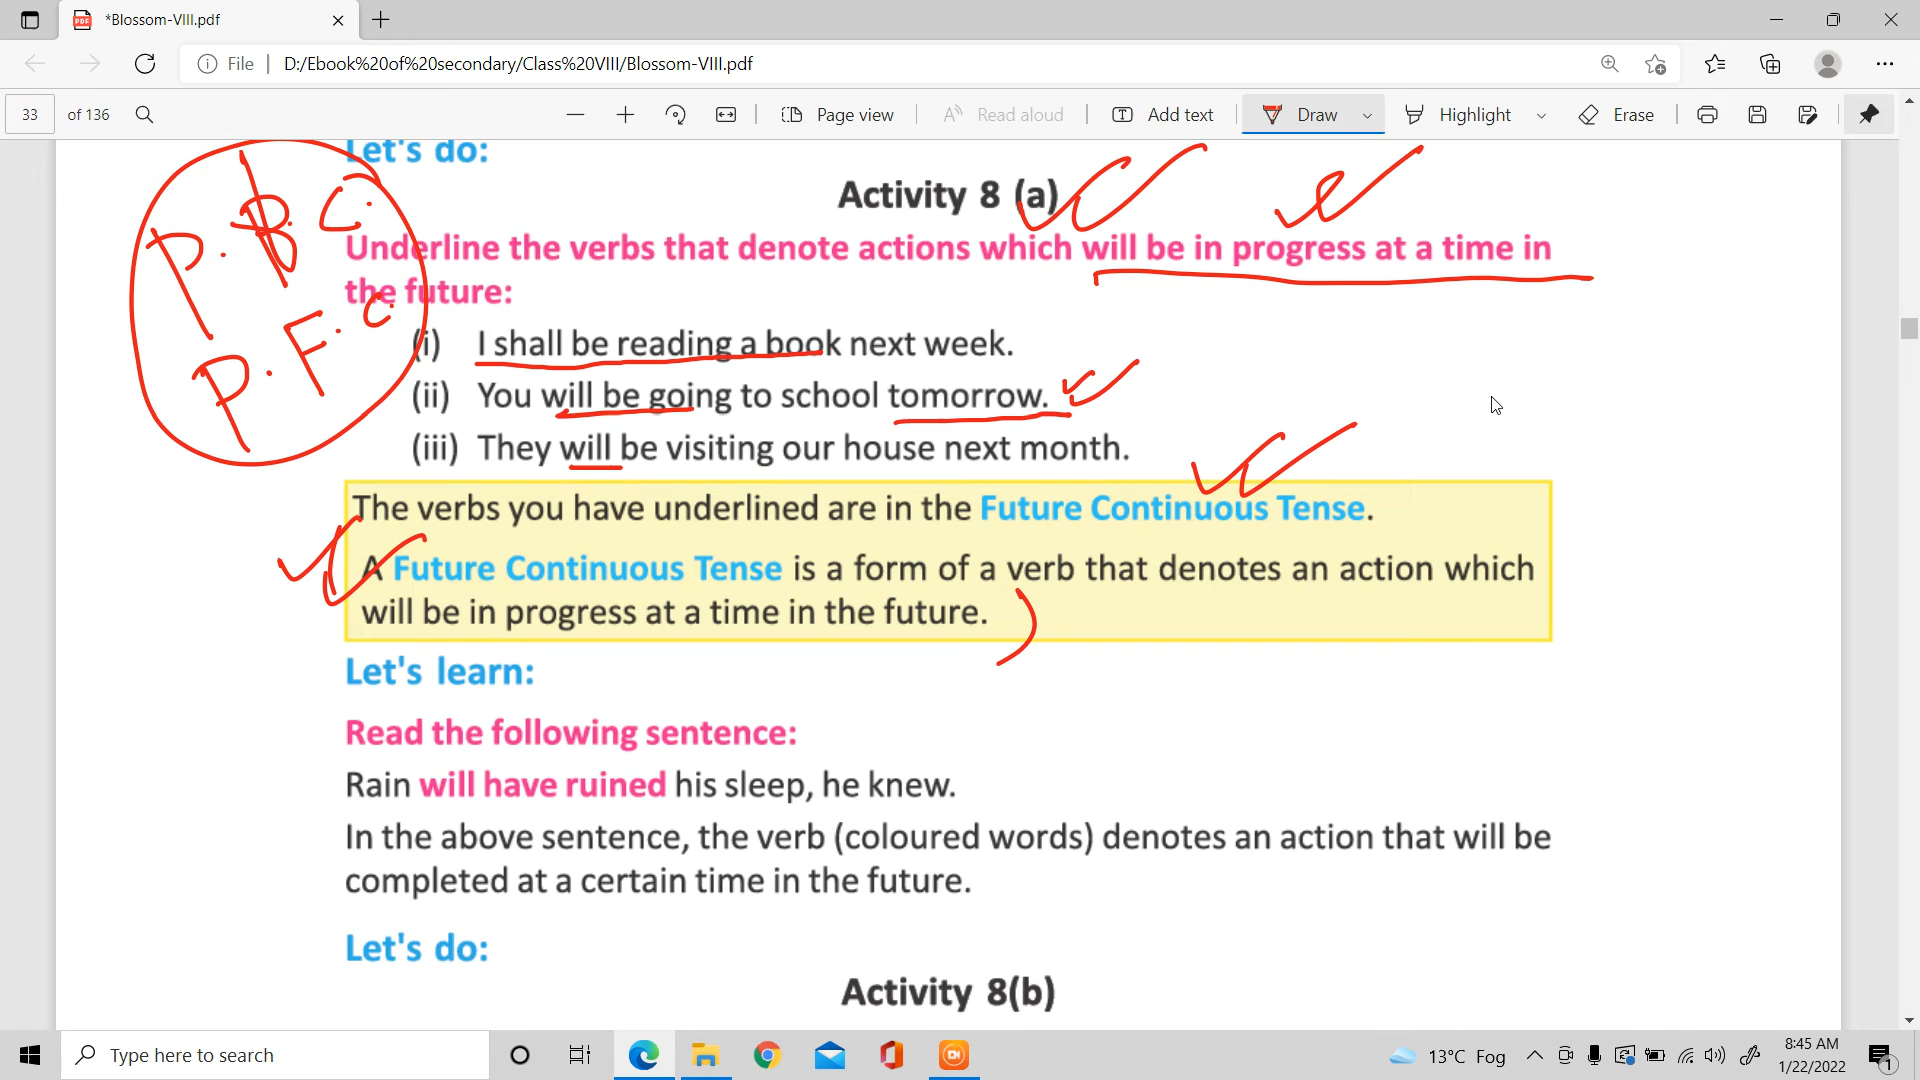 *Blossom-VIII.pdf
File D:/Ebook%20of%20secondary/Class%20VIII/Blossom-VIII.pdf
33 of 136 Page view Read aloud Add text Draw Highlight Erase
Let's do:
Activity 8 (a)
Underline the verbs that denote actions which will be in progress at a time in
the future:
P. B. C.
P. F. C.
(i) I shall be reading a book next week.
(ii) You will be going to school tomorrow.
(iii) They will be visiting our house next month.
The verbs you have underlined are in the Future Continuous Tense.
A Future Continuous Tense is a form of a verb that denotes an action which
will be in progress at a time in the future.
Let's learn:
Read the following sentence:
Rain will have ruined his sleep, he knew.
In the above sentence, the verb (coloured words) denotes an action that will be
completed at a certain time in the future.
Let's do:
Activity 8(b)
Type here to search
13°C Fog
8:45 AM
1/22/2022
1